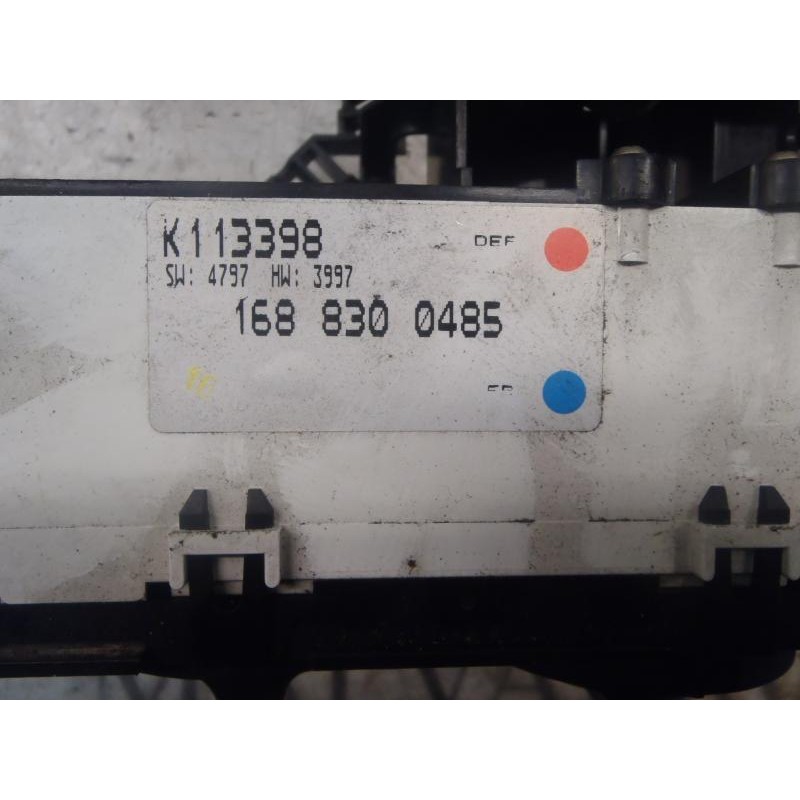 K113398
DEF
SW: 4797 HW: 3997
168 830 0485